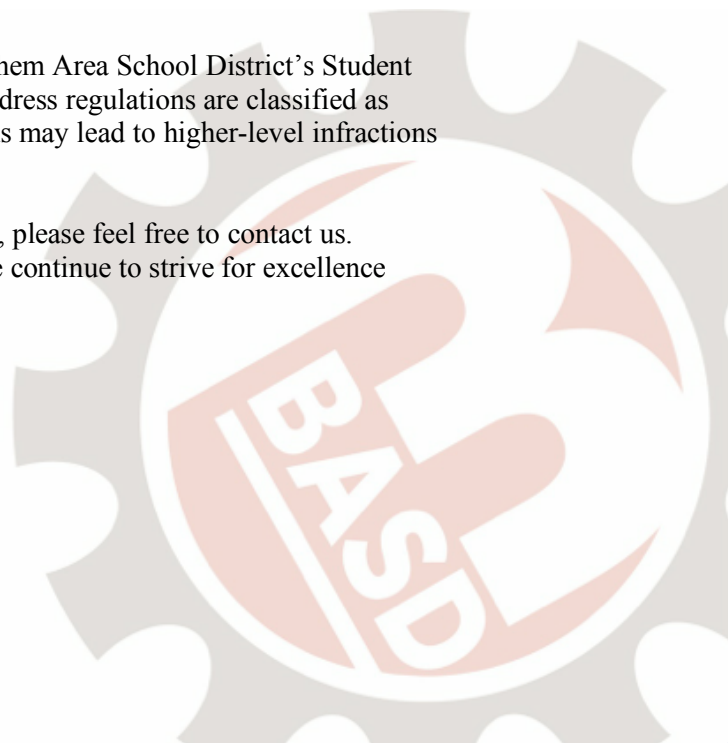 nem Area School District’s Student
dress regulations are classified as
s may lead to higher-level infractions
, please feel free to contact us.
e continue to strive for excellence
BASD